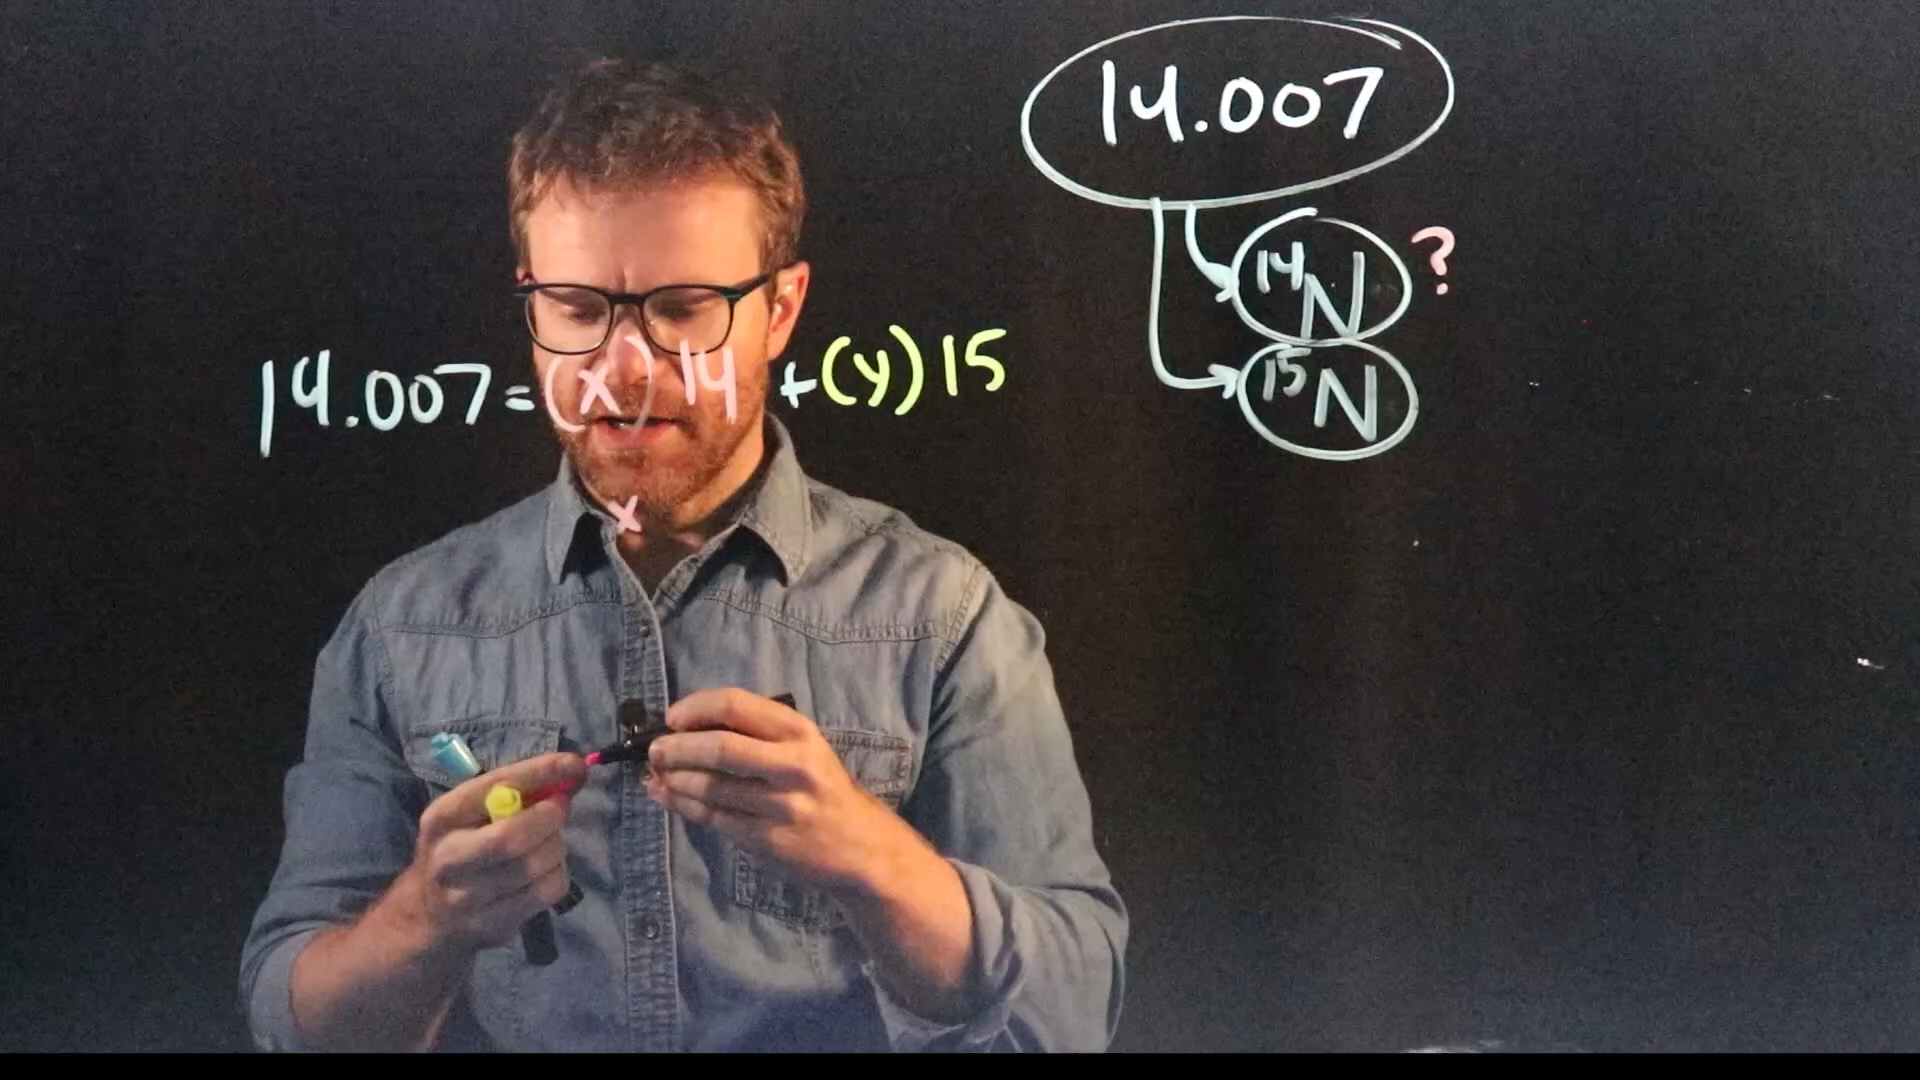 14.007
¹⁴N ?
14.007 = (x) 14 + (y) 15
¹⁵N
x